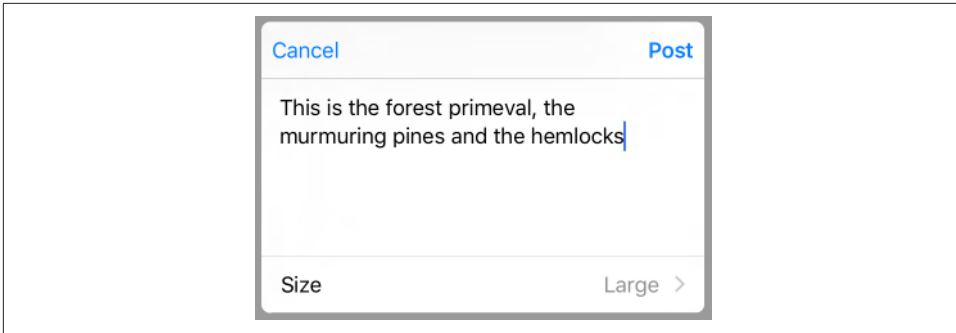 Cancel Post
This is the forest primeval, the
murmuring pines and the hemlocks
Size Large